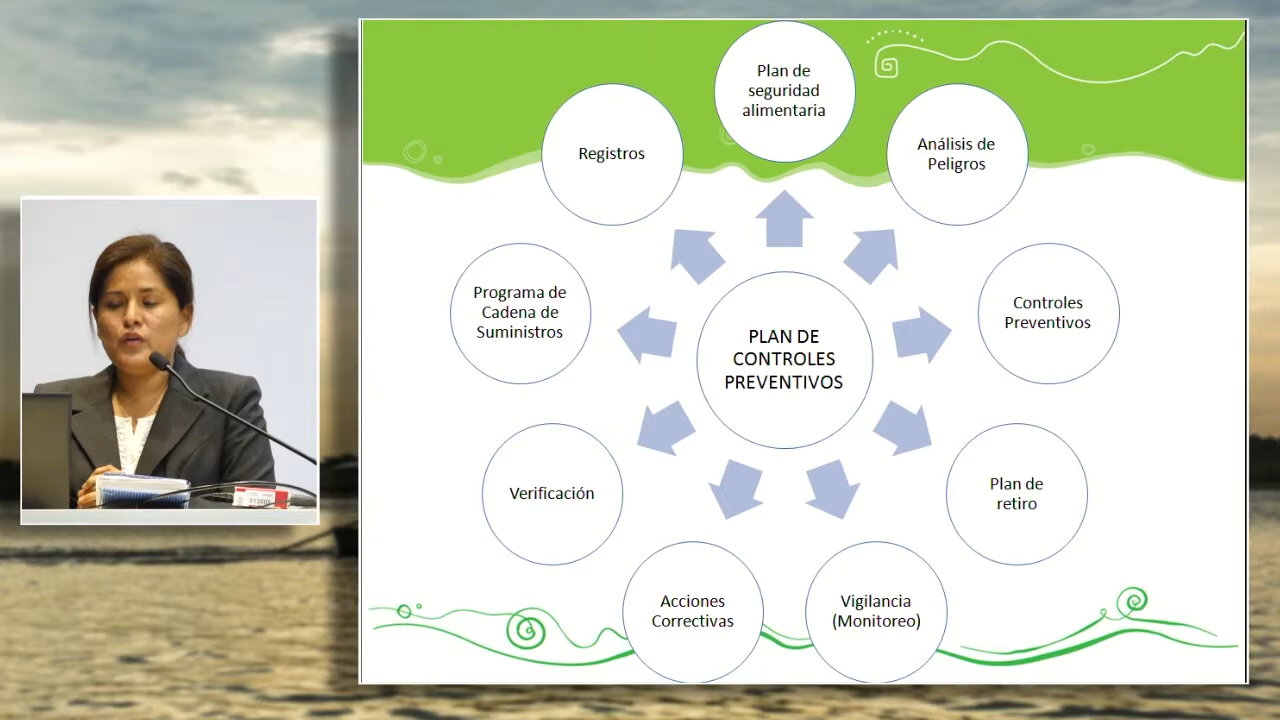 Plan de
seguridad
alimentaria
Análisis de
Peligros
Controles
Preventivos
Plan de
retiro
Vigilancia
(Monitoreo)
Acciones
Correctivas
Verificación
Programa de
Cadena de
Suministros
Registros
PLAN DE
CONTROLES
PREVENTIVOS